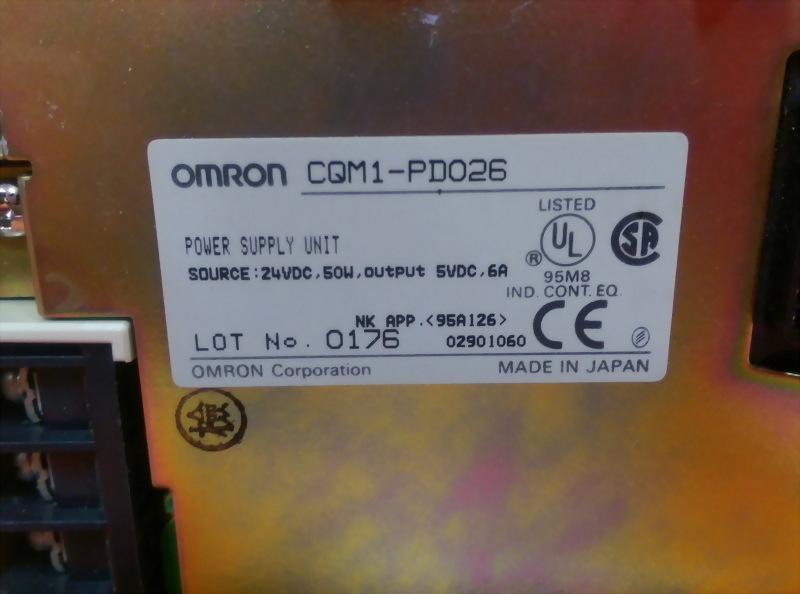 OMRON CQM1-PD026
LISTED
UL
®
SA
95M8
IND. CONT. EQ.
POWER SUPPLY UNIT
SOURCE:24VDC,50W,output 5VDC,6A
NK APP.<95A126>
CE
LOT No. 0176 02901060
OMRON Corporation MADE IN JAPAN